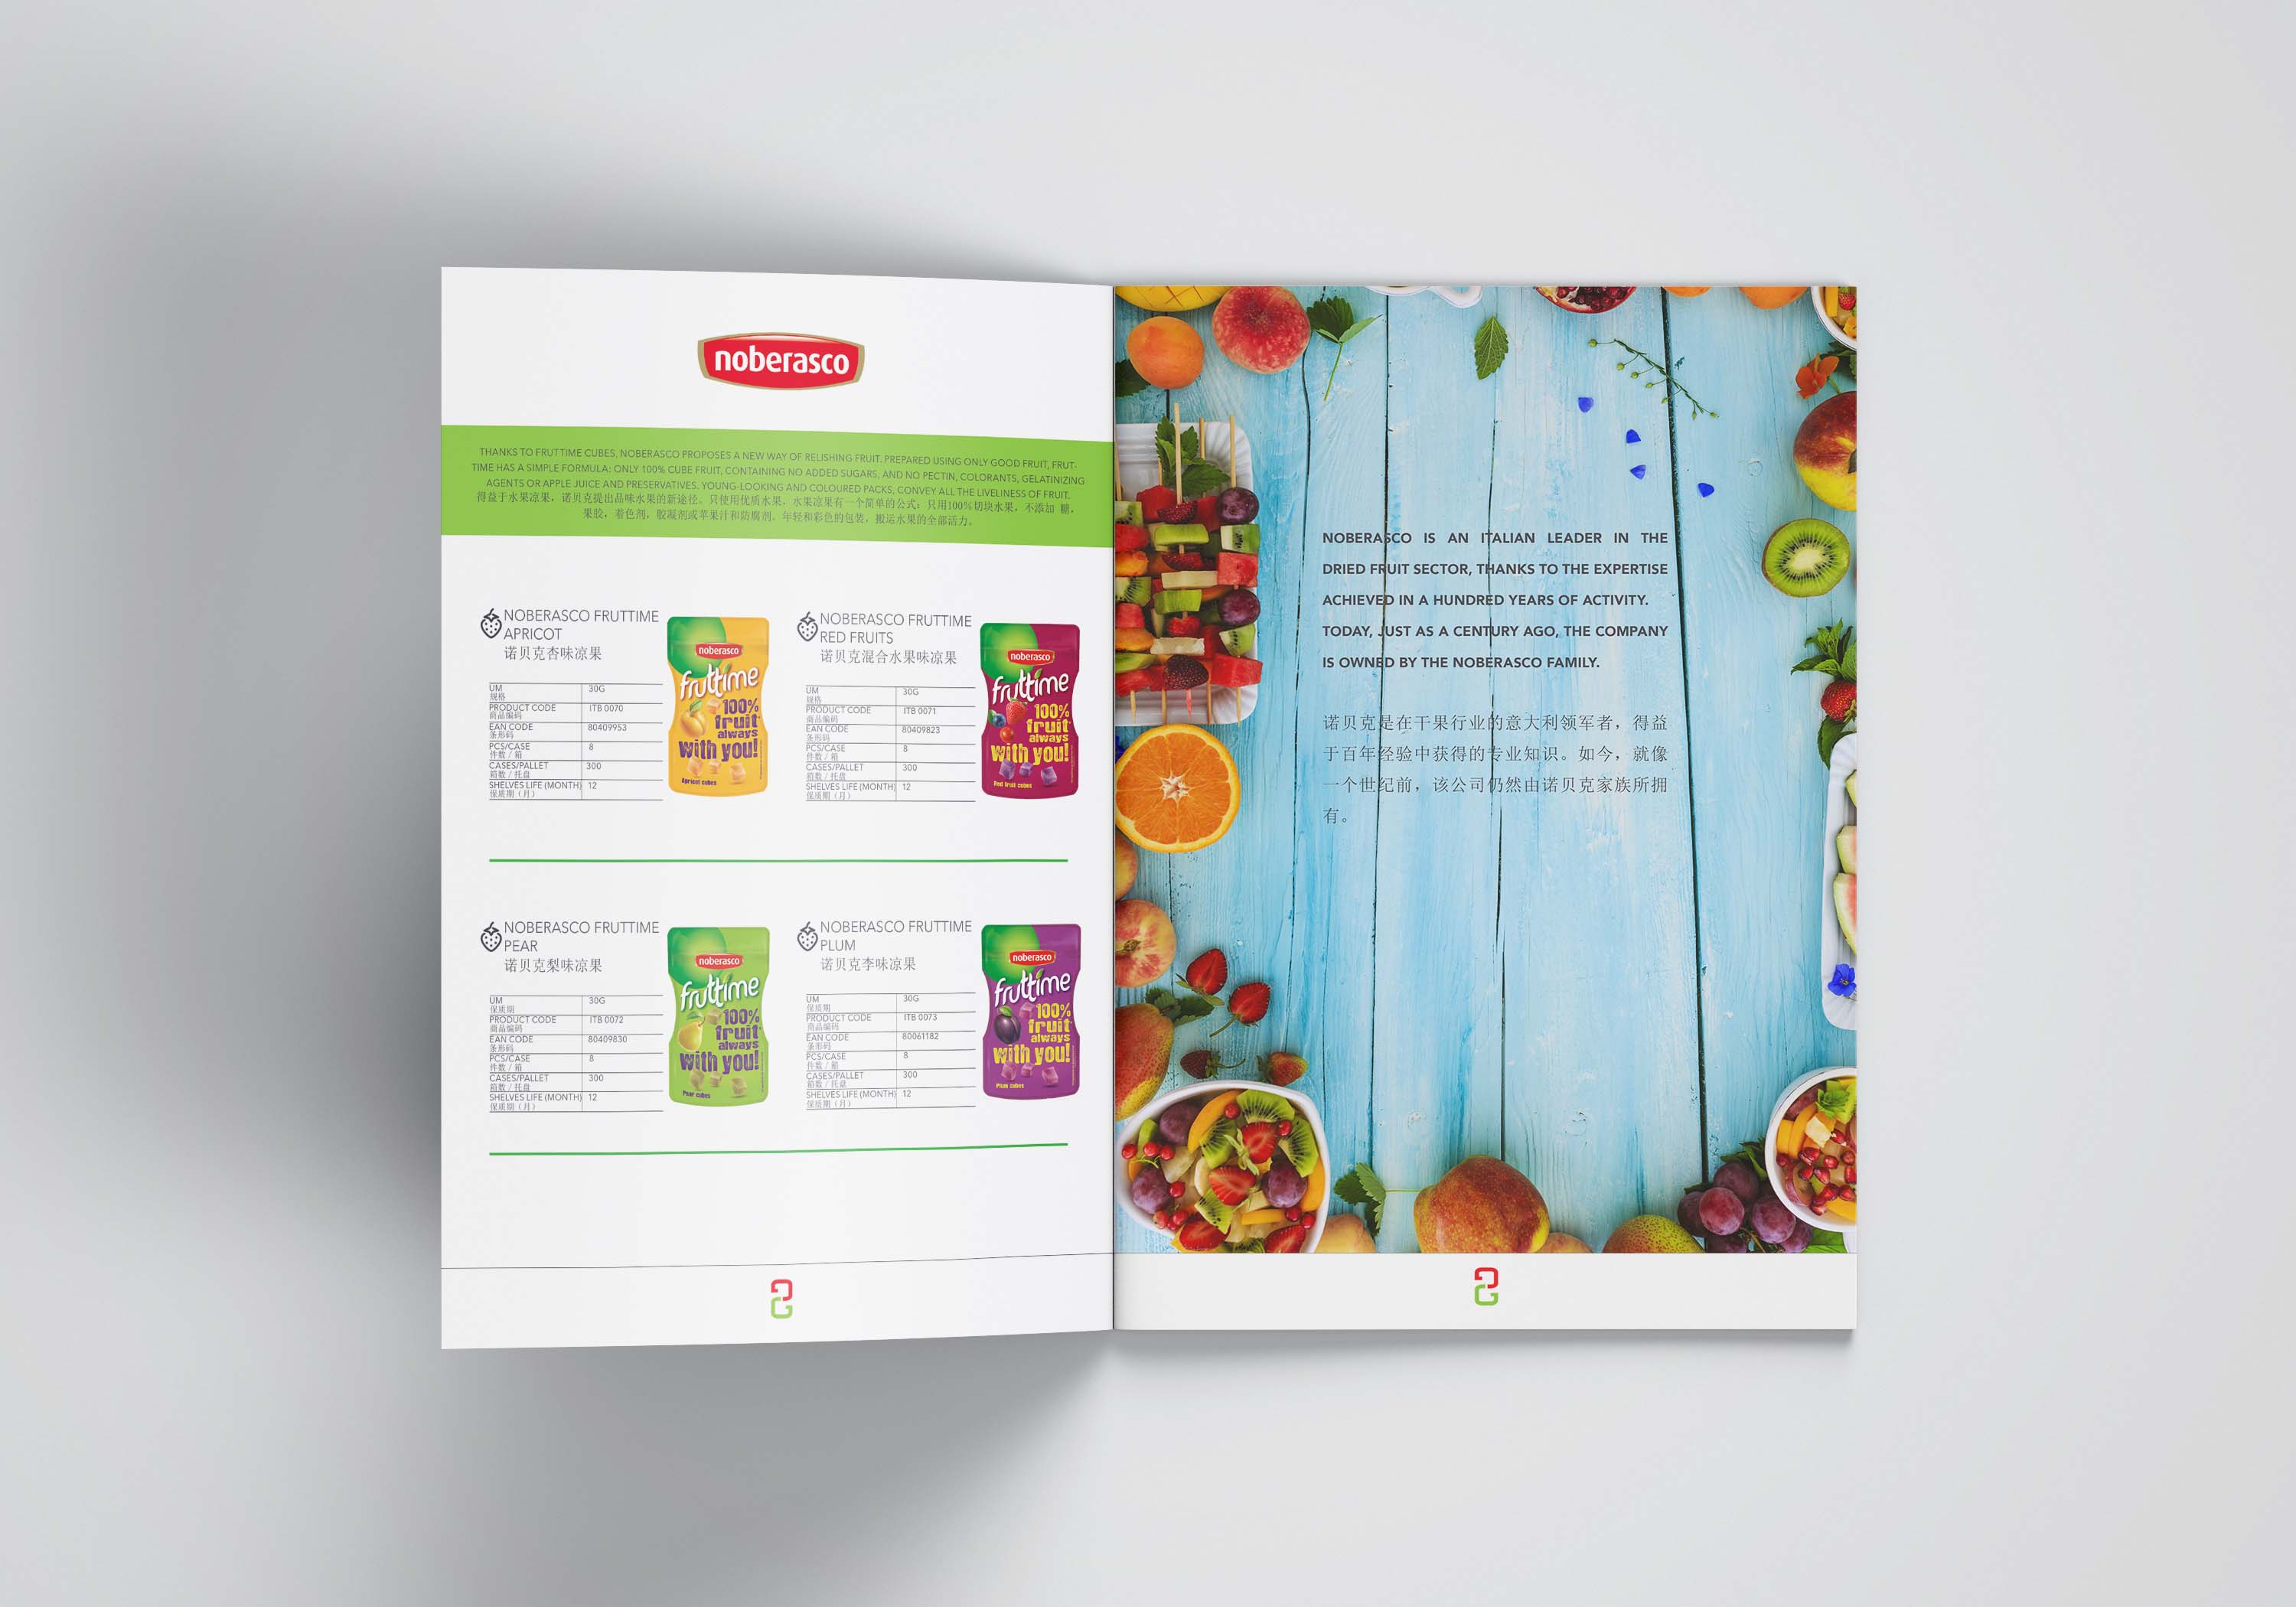 noberasco
THANKS TO FRUTTIME CUBES, NOBERASCO PROPOSES A NEW WAY OF RELISHING FRUIT. PREPARED USING ONLY GOOD FRUIT, FRUT-
TIME HAS A SIMPLE FORMULA: ONLY 100% CUBE FRUIT, CONTAINING NO ADDED SUGARS, AND NO PECTIN, COLORANTS, GELATINIZING
AGENTS OR APPLE JUICE AND PRESERVATIVES. YOUNG-LOOKING AND COLOURED PACKS, CONVEY ALL THE LIVELINESS OF FRUIT.
得益于水果凉果，诺贝克提出品味水果的新途径。只使用优质水果，水果凉果有一个简单的公式：只用100%切块水果，不添加 糖，
果胶，着色剂，胶凝剂或苹果汁和防腐剂。年轻和彩色的包装，搬运水果的全部活力。
NOBERASCO FRUTTIME
APRICOT
诺贝克杏味凉果
UM 30G
规格
PRODUCT CODE ITB 0070
商品编码
EAN CODE 80409953
条形码
PCS/CASE 8
件数 / 箱
CASES/PALLET 300
箱数 / 托盘
SHELVES LIFE (MONTH) 12
保质期（月）
noberasco
fruttime
100%
fruit
always
with you!
Apricot cubes
NOBERASCO FRUTTIME
RED FRUITS
诺贝克混合水果味凉果
UM 30G
规格
PRODUCT CODE ITB 0071
商品编码
EAN CODE 80409823
条形码
PCS/CASE 8
件数 / 箱
CASES/PALLET 300
箱数 / 托盘
SHELVES LIFE (MONTH) 12
保质期（月）
noberasco
fruttime
100%
fruit
always
with you!
Red fruit cubes
NOBERASCO FRUTTIME
PEAR
诺贝克梨味凉果
UM 30G
保质期
PRODUCT CODE ITB 0072
商品编码
EAN CODE 80409830
条形码
PCS/CASE 8
件数 / 箱
CASES/PALLET 300
箱数 / 托盘
SHELVES LIFE (MONTH) 12
保质期（月）
noberasco
fruttime
100%
fruit
always
with you!
Pear cubes
NOBERASCO FRUTTIME
PLUM
诺贝克李味凉果
UM 30G
保质期
PRODUCT CODE ITB 0073
商品编码
EAN CODE 80061182
条形码
PCS/CASE 8
件数 / 箱
CASES/PALLET 300
箱数 / 托盘
SHELVES LIFE (MONTH) 12
保质期（月）
noberasco
fruttime
100%
fruit
always
with you!
Plum cubes
NOBERASCO IS AN ITALIAN LEADER IN THE
DRIED FRUIT SECTOR, THANKS TO THE EXPERTISE
ACHIEVED IN A HUNDRED YEARS OF ACTIVITY.
TODAY, JUST AS A CENTURY AGO, THE COMPANY
IS OWNED BY THE NOBERASCO FAMILY.
诺贝克是在干果行业的意大利领军者，得益
于百年经验中获得的专业知识。如今，就像
一个世纪前，该公司仍然由诺贝克家族所拥
有。